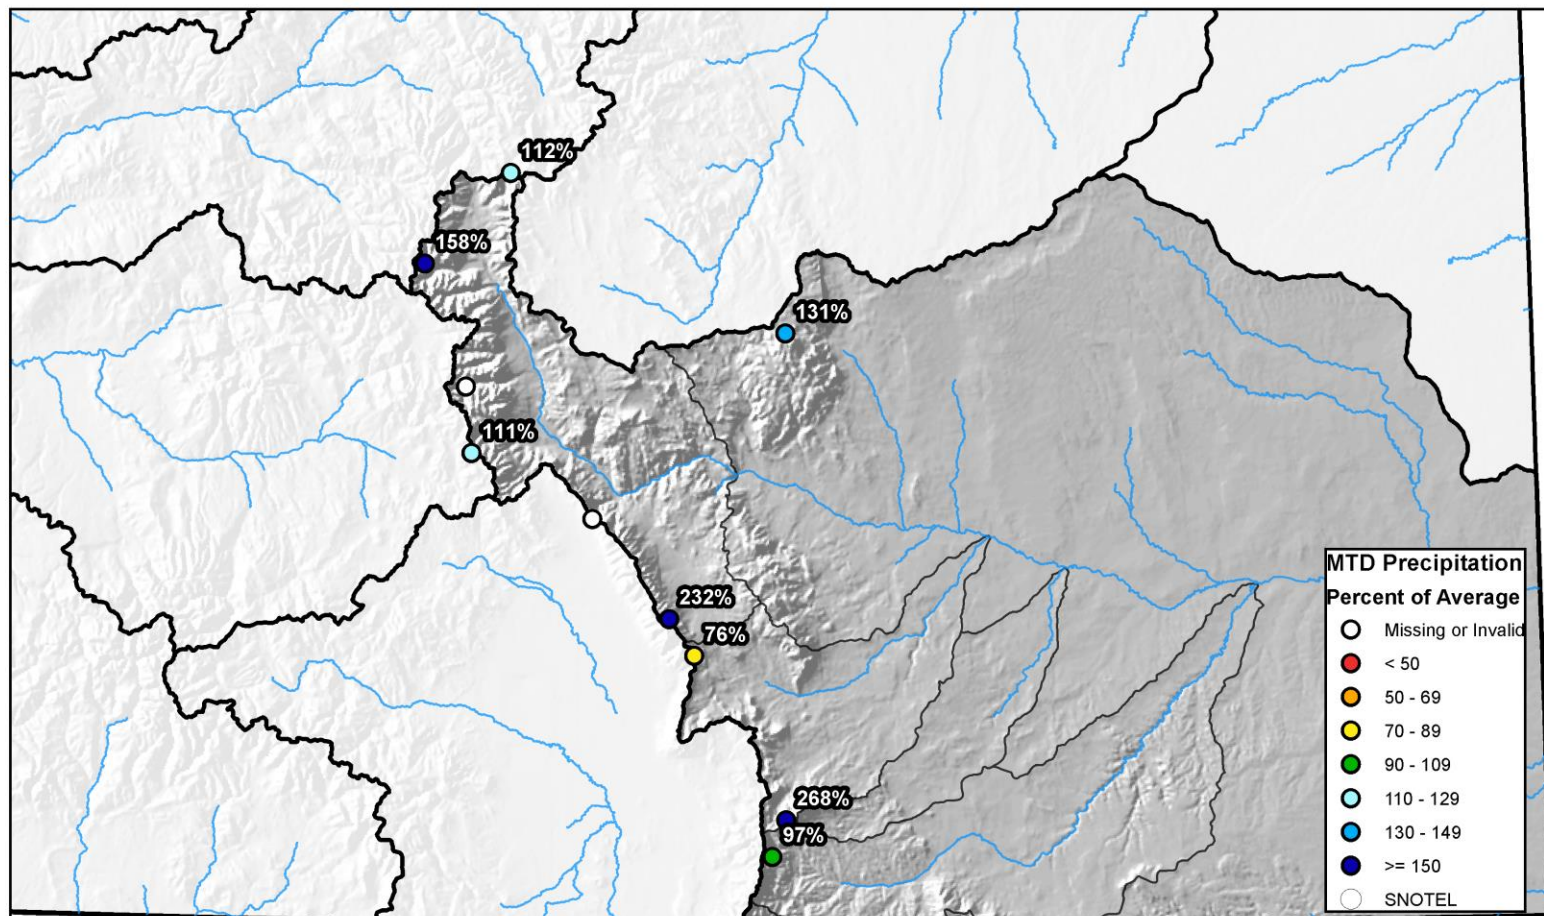 112%
158%
131%
111%
232%
76%
268%
97%
MTD Precipitation
Percent of Average
Missing or Invalid
< 50
50 - 69
70 - 89
90 - 109
110 - 129
130 - 149
>= 150
SNOTEL